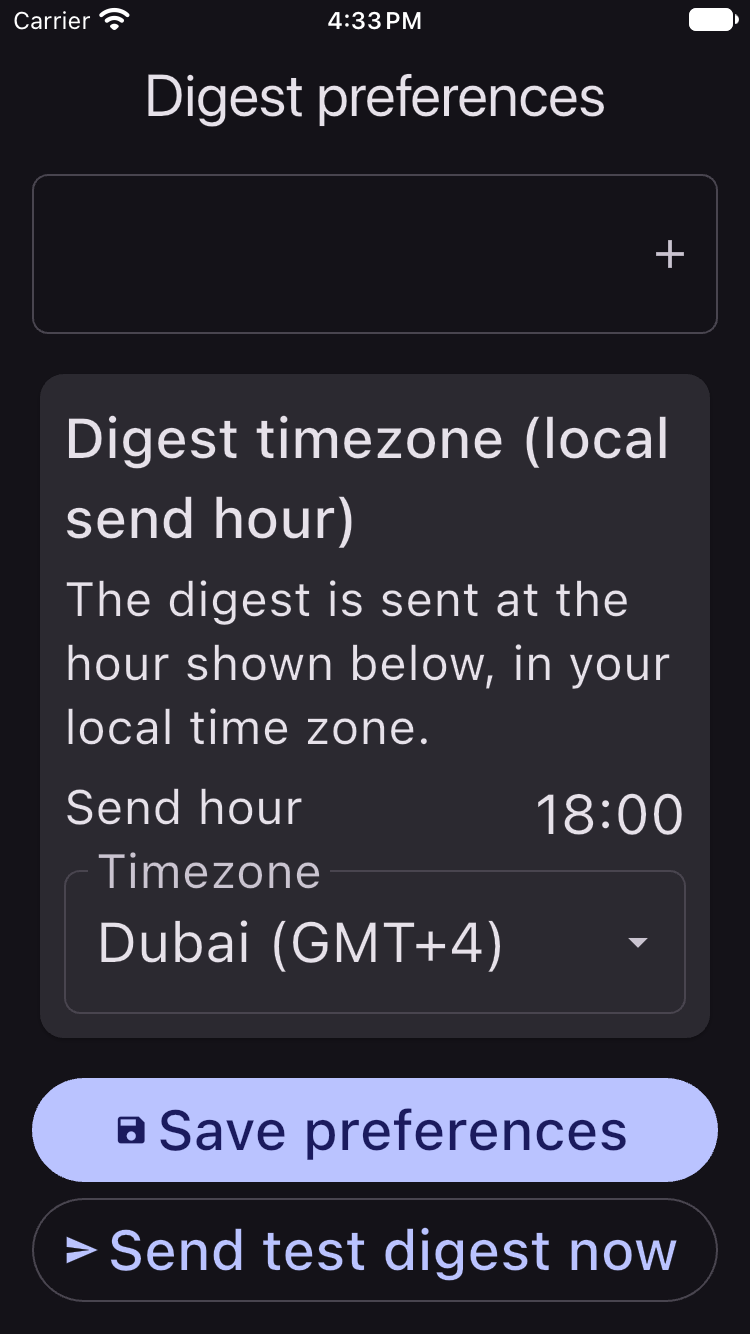 Carrier 4:33 PM
Digest preferences
Digest timezone (local
send hour)
The digest is sent at the
hour shown below, in your
local time zone.
Send hour 18:00
Timezone
Dubai (GMT+4)
Save preferences
Send test digest now